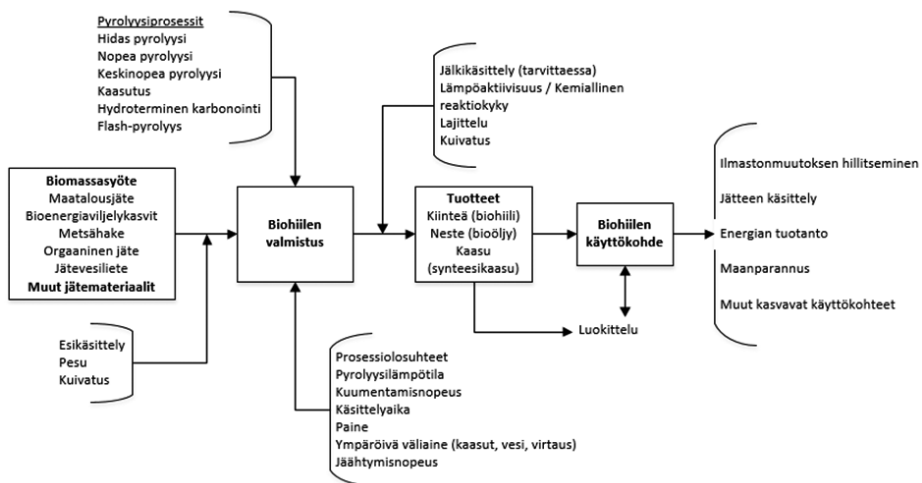 Pyrolyysiprosessit
Hidas pyrolyysi
Nopea pyrolyysi
Keskinopea pyrolyysi
Kaasutus
Hydroterminen karbonointi
Flash-pyrolyys
Jälkikäsittely (tarvittaessa)
Lämpöaktiivisuus / Kemiallinen
reaktiokyky
Lajittelu
Kuivatus
Biomassasyöte
Maatalousjäte
Bioenergiaviljelykasvit
Metsähake
Orgaaninen jäte
Jätevesiliete
Muut jätemateriaalit
Esikäsittely
Pesu
Kuivatus
Biohiilen
valmistus
Prosessiolosuhteet
Pyrolyysilämpötila
Kuumentamisnopeus
Käsittelyaika
Paine
Ympäröivä väliaine (kaasut, vesi, virtaus)
Jäähtymisnopeus
Tuotteet
Kiinteä (biohiili)
Neste (bioöljy)
Kaasu
(synteesikaasu)
Biohiilen
käyttökohde
Luokittelu
Ilmastonmuutoksen hillitseminen
Jätteen käsittely
Energian tuotanto
Maanparannus
Muut kasvavat käyttökohteet